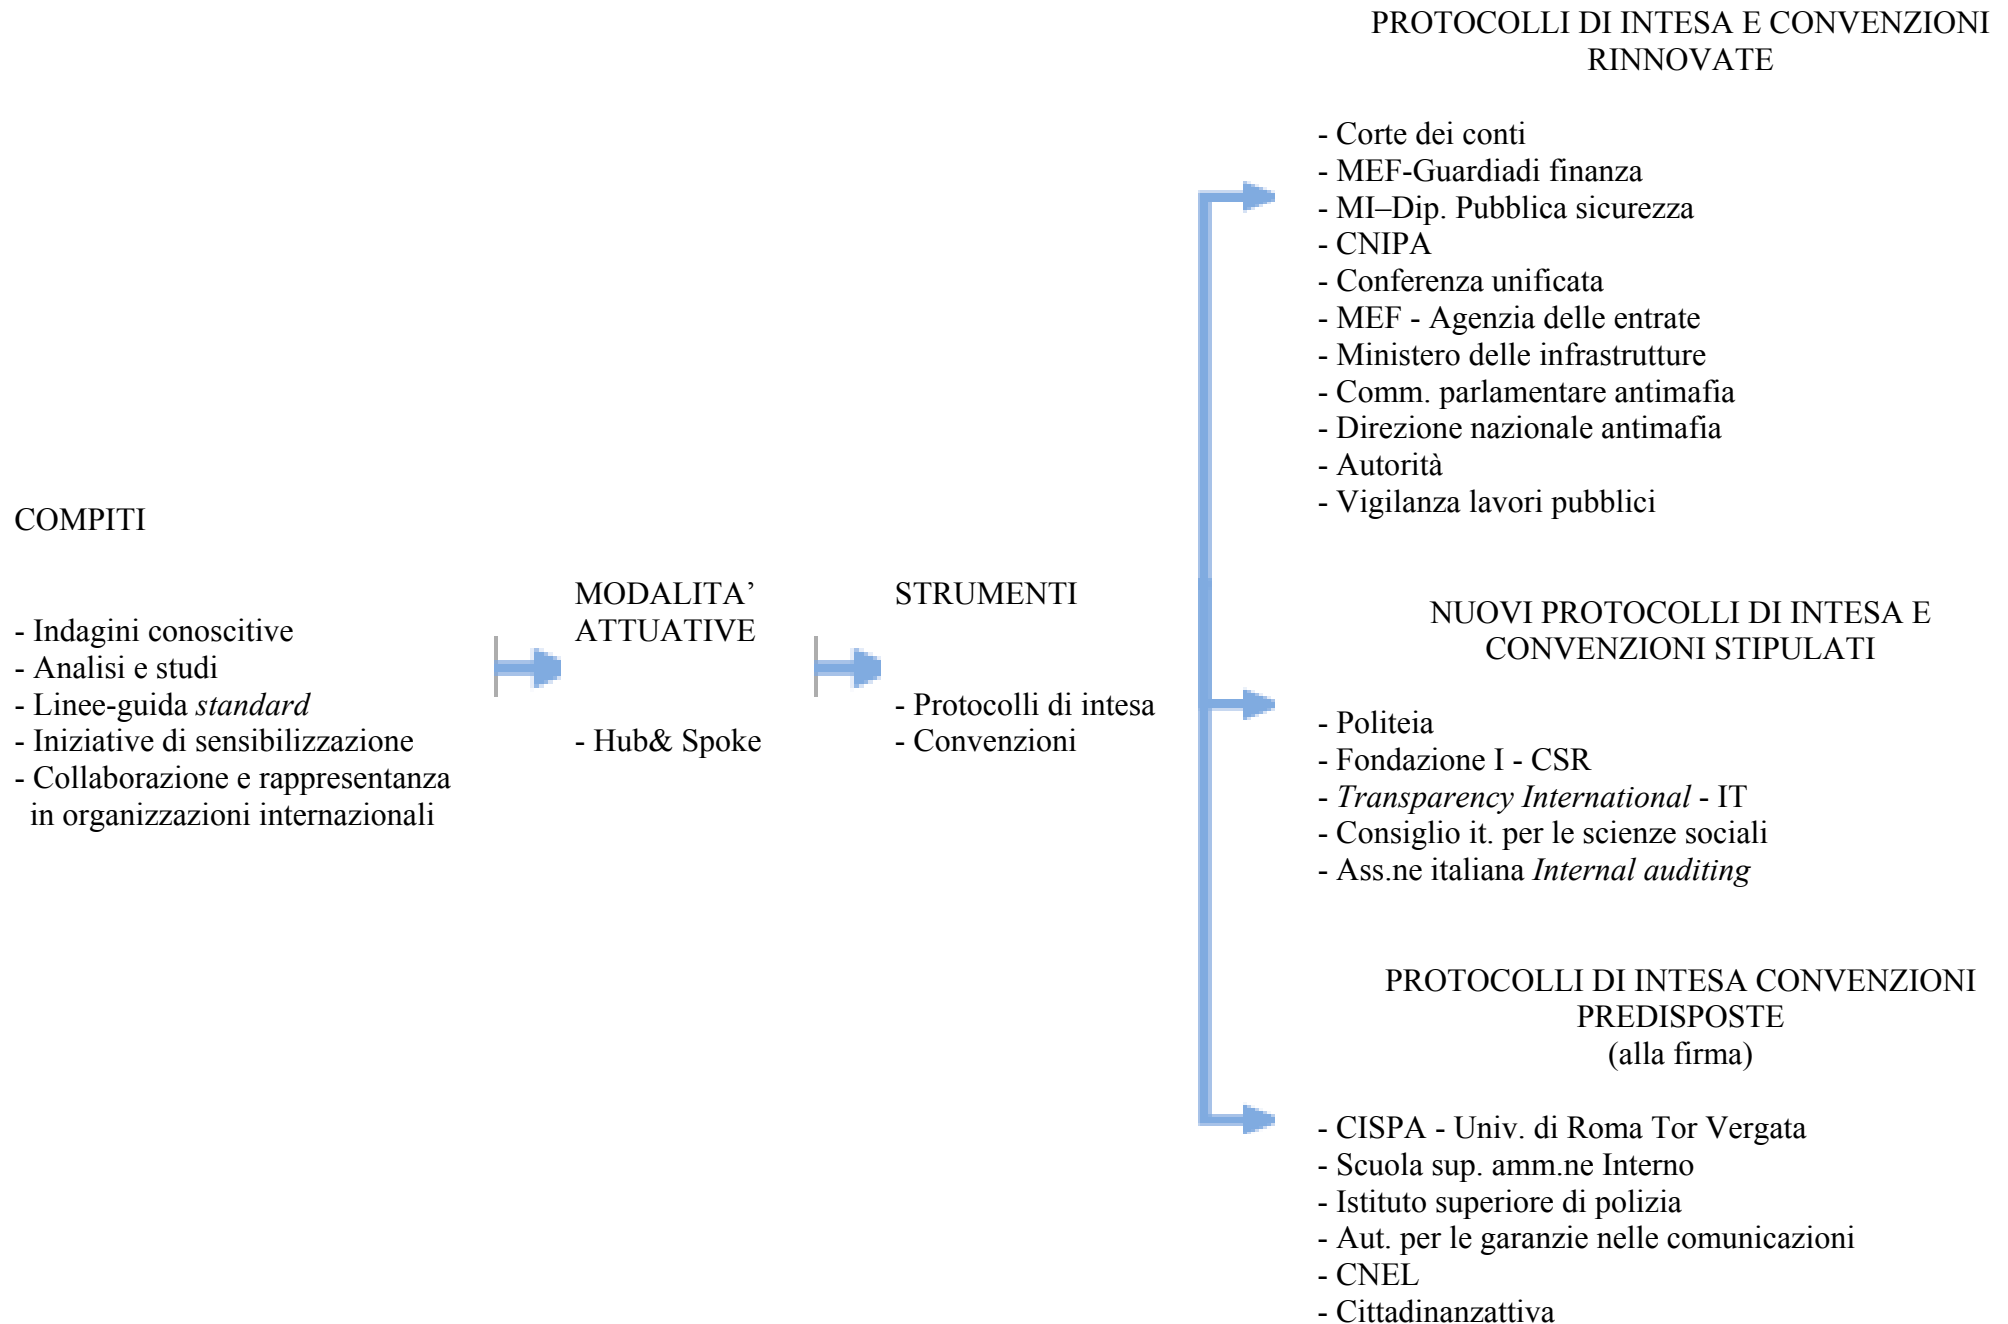 COMPITI
- Indagini conoscitive
- Analisi e studi
- Linee-guida standard
- Iniziative di sensibilizzazione
- Collaborazione e rappresentanza
in organizzazioni internazionali
MODALITA’
ATTUATIVE
- Hub& Spoke
STRUMENTI
- Protocolli di intesa
- Convenzioni
PROTOCOLLI DI INTESA E CONVENZIONI
RINNOVATE
- Corte dei conti
- MEF-Guardiadi finanza
- MI–Dip. Pubblica sicurezza
- CNIPA
- Conferenza unificata
- MEF - Agenzia delle entrate
- Ministero delle infrastrutture
- Comm. parlamentare antimafia
- Direzione nazionale antimafia
- Autorità
- Vigilanza lavori pubblici
NUOVI PROTOCOLLI DI INTESA E
CONVENZIONI STIPULATI
- Politeia
- Fondazione I - CSR
- Transparency International - IT
- Consiglio it. per le scienze sociali
- Ass.ne italiana Internal auditing
PROTOCOLLI DI INTESA CONVENZIONI
PREDISPOSTE
(alla firma)
- CISPA - Univ. di Roma Tor Vergata
- Scuola sup. amm.ne Interno
- Istituto superiore di polizia
- Aut. per le garanzie nelle comunicazioni
- CNEL
- Cittadinanzattiva